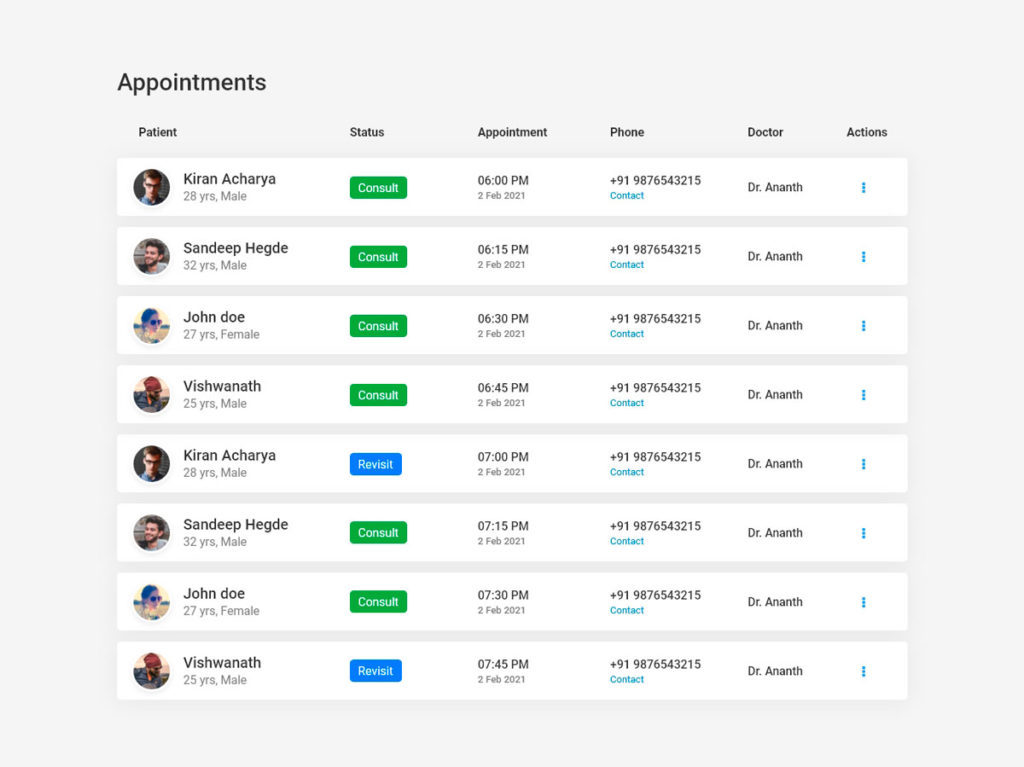 Appointments
Patient Status Appointment Phone Doctor Actions
Kiran Acharya Consult 06:00 PM +91 9876543215 Dr. Ananth
28 yrs, Male 2 Feb 2021 Contact
Sandeep Hegde Consult 06:15 PM +91 9876543215 Dr. Ananth
32 yrs, Male 2 Feb 2021 Contact
John doe Consult 06:30 PM +91 9876543215 Dr. Ananth
27 yrs, Female 2 Feb 2021 Contact
Vishwanath Consult 06:45 PM +91 9876543215 Dr. Ananth
25 yrs, Male 2 Feb 2021 Contact
Kiran Acharya Revisit 07:00 PM +91 9876543215 Dr. Ananth
28 yrs, Male 2 Feb 2021 Contact
Sandeep Hegde Consult 07:15 PM +91 9876543215 Dr. Ananth
32 yrs, Male 2 Feb 2021 Contact
John doe Consult 07:30 PM +91 9876543215 Dr. Ananth
27 yrs, Female 2 Feb 2021 Contact
Vishwanath Revisit 07:45 PM +91 9876543215 Dr. Ananth
25 yrs, Male 2 Feb 2021 Contact